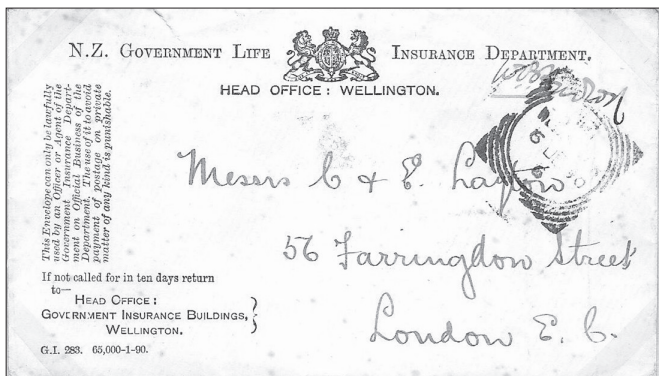 N.Z. GOVERNMENT LIFE INSURANCE DEPARTMENT.
HEAD OFFICE: WELLINGTON.
This Envelope can only be lawfully
used by an Officer or Agent of the
Government Insurance Depart-
ment on Official Business of the
Department. The use of it to avoid
payment of postage on private
matter of any kind is punishable.
Messrs C & E. Layton
56 Farringdon Street
London E. C.
If not called for in ten days return
to—
HEAD OFFICE:
GOVERNMENT INSURANCE BUILDINGS,
WELLINGTON.
G.I. 283. 65,000-1-90.